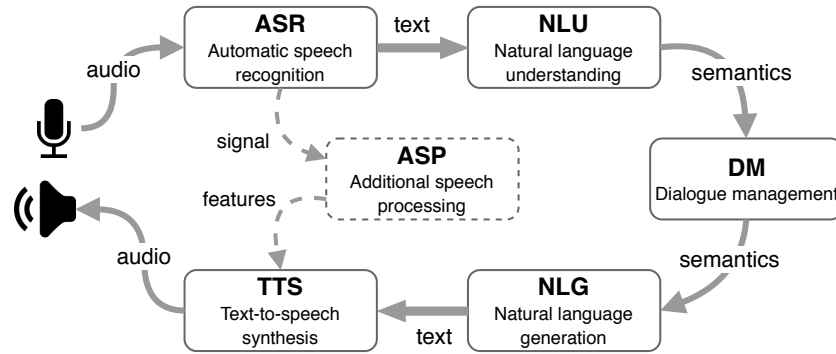 ASR
Automatic speech
recognition
text
NLU
Natural language
understanding
audio
semantics
signal
ASP
Additional speech
processing
DM
Dialogue management
features
audio
semantics
TTS
Text-to-speech
synthesis
text
NLG
Natural language
generation